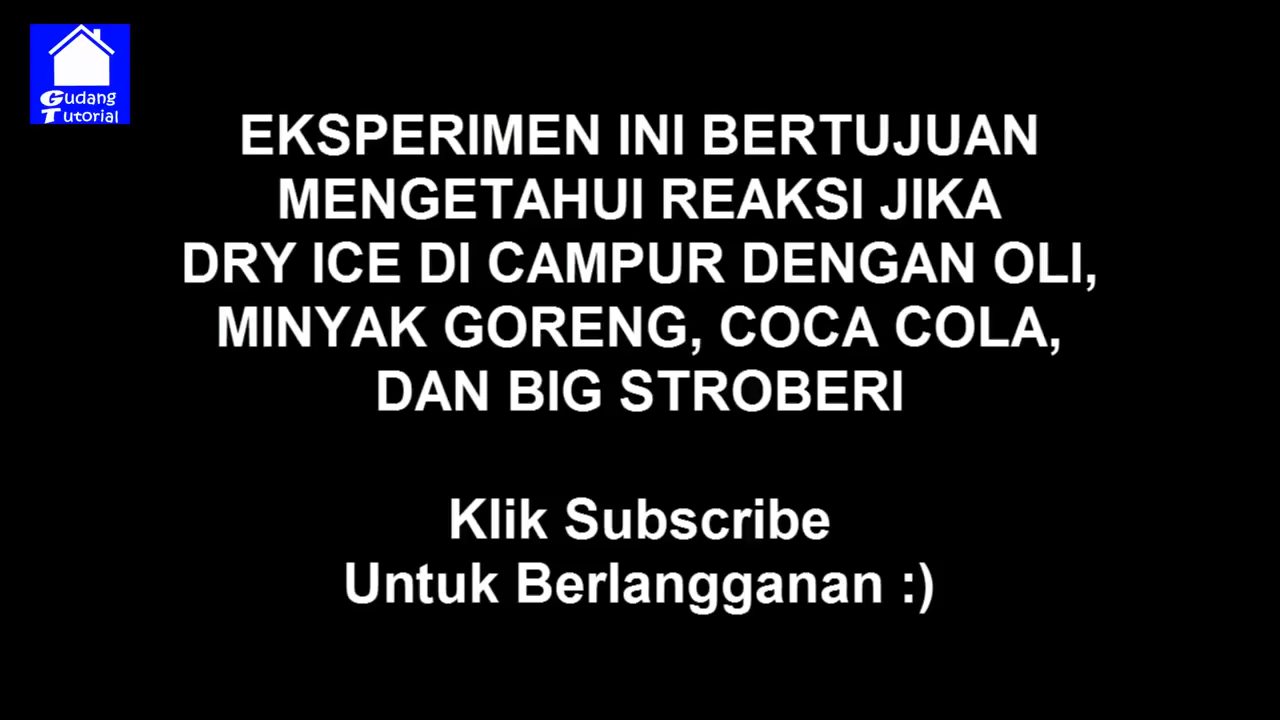 Gudang
Tutorial
EKSPERIMEN INI BERTUJUAN
MENGETAHUI REAKSI JIKA
DRY ICE DI CAMPUR DENGAN OLI,
MINYAK GORENG, COCA COLA,
DAN BIG STROBERI
Klik Subscribe
Untuk Berlangganan :)